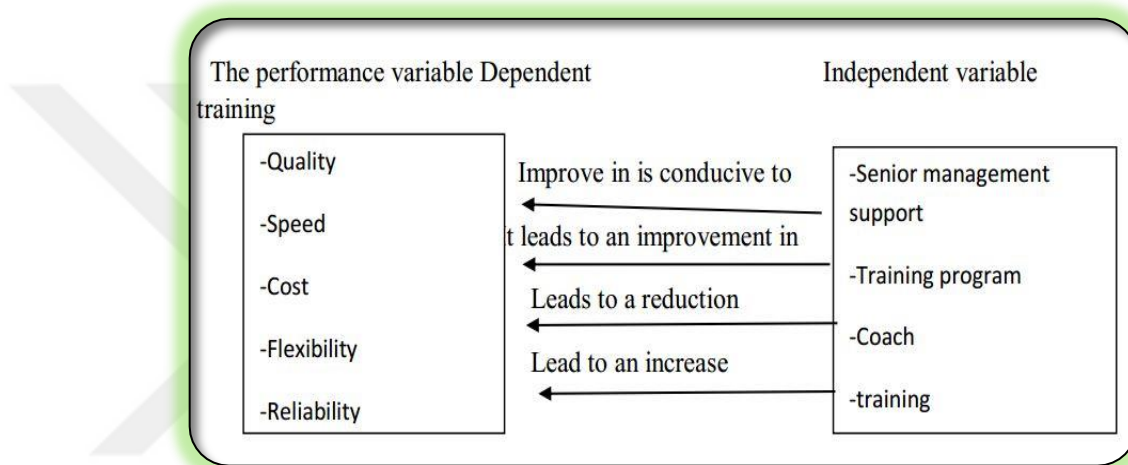 The performance variable Dependent
training
Independent variable
-Quality
-Speed
-Cost
-Flexibility
-Reliability
Improve in is conducive to
t leads to an improvement in
Leads to a reduction
Lead to an increase
-Senior management
support
-Training program
-Coach
-training